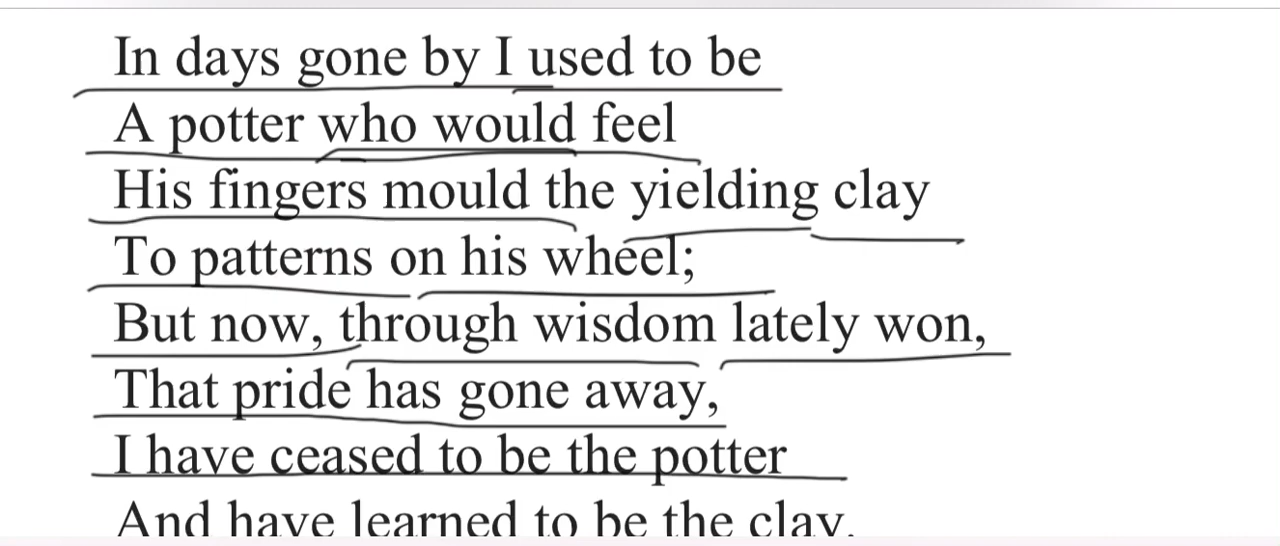 In days gone by I used to be
A potter who would feel
His fingers mould the yielding clay
To patterns on his wheel;
But now, through wisdom lately won,
That pride has gone away,
I have ceased to be the potter
And have learned to be the clay.